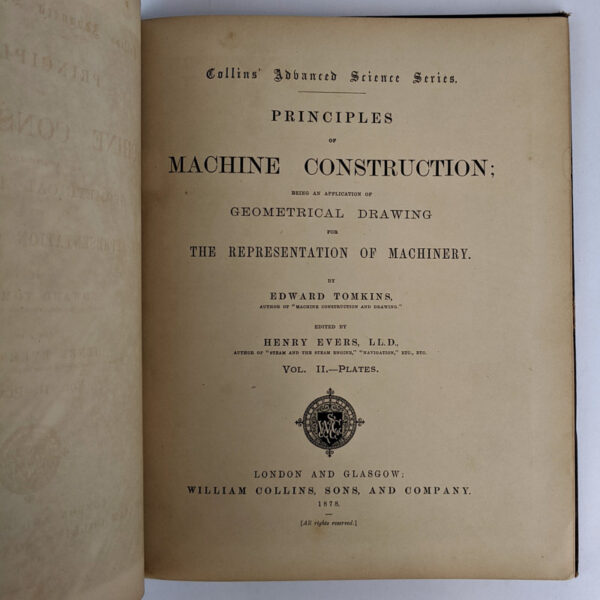 Collins' Advanced Science Series.
PRINCIPLES
OF
MACHINE CONSTRUCTION;
BEING AN APPLICATION OF
GEOMETRICAL DRAWING
FOR
THE REPRESENTATION OF MACHINERY.
BY
EDWARD TOMKINS,
AUTHOR OF "MACHINE CONSTRUCTION AND DRAWING."
EDITED BY
HENRY EVERS, LL.D.,
AUTHOR OF "STEAM AND THE STEAM ENGINE," "NAVIGATION," ETC., ETC.
VOL. II.—PLATES.
LONDON AND GLASGOW:
WILLIAM COLLINS, SONS, AND COMPANY.
1878.
[All rights reserved.]